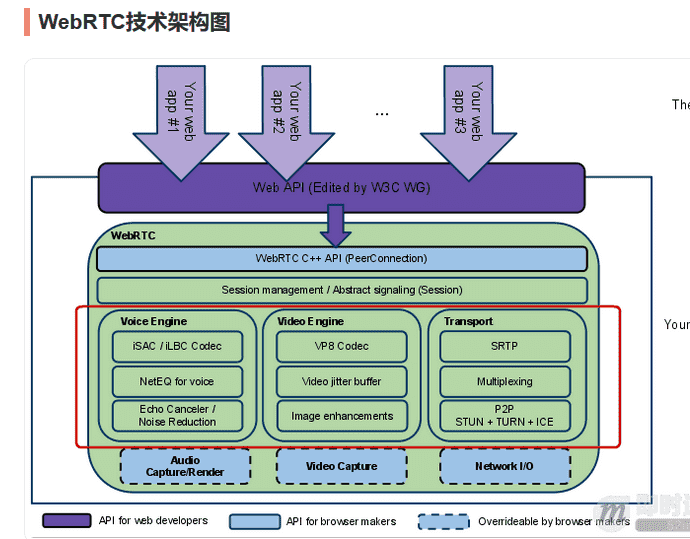 WebRTC技术架构图
Your web
app #1
Your web
app #2
...
Your web
app #3
The
Web API (Edited by W3C WG)
WebRTC
WebRTC C++ API (PeerConnection)
Session management / Abstract signaling (Session)
Your
Voice Engine
iSAC / iLBC Codec
NetEQ for voice
Echo Canceler /
Noise Reduction
Video Engine
VP8 Codec
Video jitter buffer
Image enhancements
Transport
SRTP
Multiplexing
P2P
STUN + TURN + ICE
Audio
Capture/Render
Video Capture
Network I/O
API for web developers
API for browser makers
Overrideable by browser makers